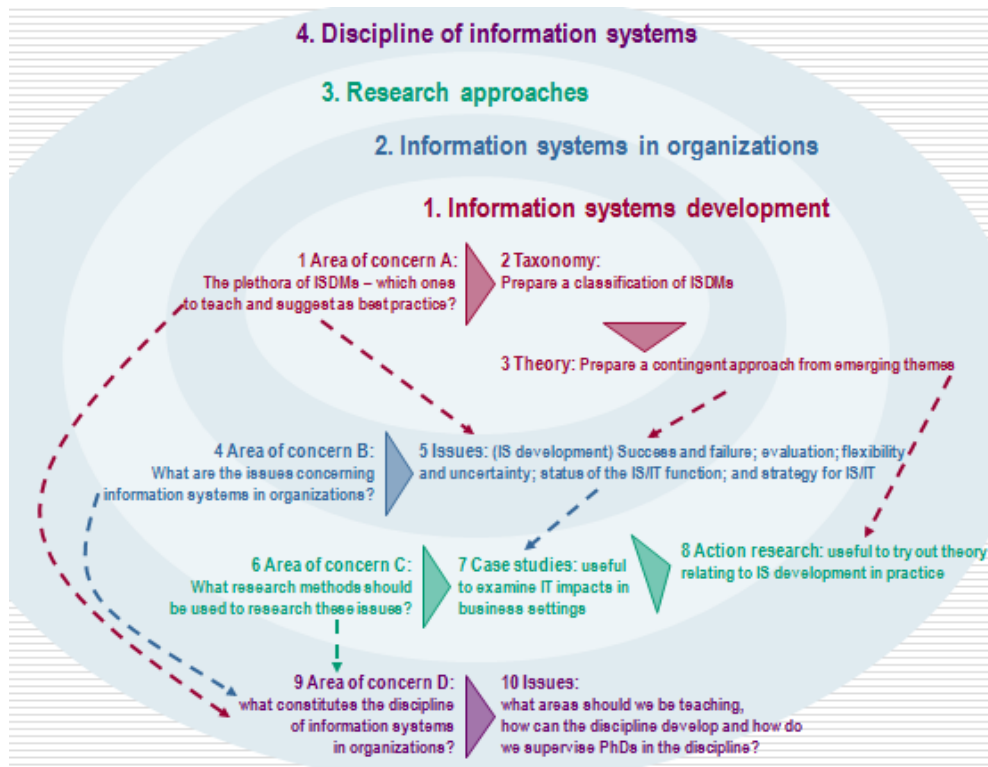 4. Discipline of information systems
3. Research approaches
2. Information systems in organizations
1. Information systems development
1 Area of concern A:
The plethora of ISDMs – which ones
to teach and suggest as best practice?
2 Taxonomy:
Prepare a classification of ISDMs
3 Theory: Prepare a contingent approach from emerging themes
4 Area of concern B:
What are the issues concerning
information systems in organizations?
5 Issues: (IS development) Success and failure; evaluation; flexibility
and uncertainty; status of the IS/IT function; and strategy for IS/IT
6 Area of concern C:
What research methods should
be used to research these issues?
7 Case studies: useful
to examine IT impacts in
business settings
8 Action research: useful to try out theory
relating to IS development in practice
9 Area of concern D:
what constitutes the discipline
of information systems
in organizations?
10 Issues:
what areas should we be teaching,
how can the discipline develop and how do
we supervise PhDs in the discipline?